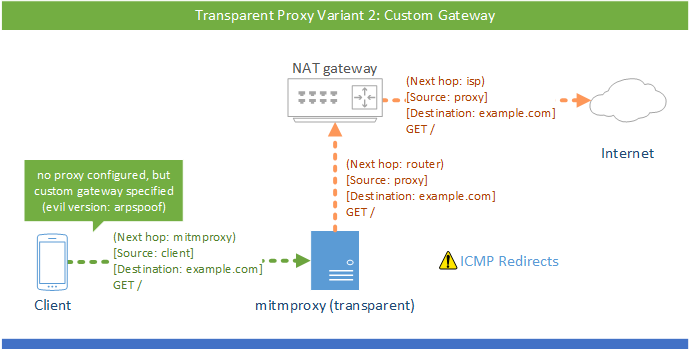 Transparent Proxy Variant 2: Custom Gateway
NAT gateway
(Next hop: isp)
[Source: proxy]
[Destination: example.com]
GET /
Internet
(Next hop: router)
[Source: proxy]
[Destination: example.com]
GET /
no proxy configured, but
custom gateway specified
(evil version: arpspoof)
(Next hop: mitmproxy)
[Source: client]
[Destination: example.com]
GET /
ICMP Redirects
Client
mitmproxy (transparent)